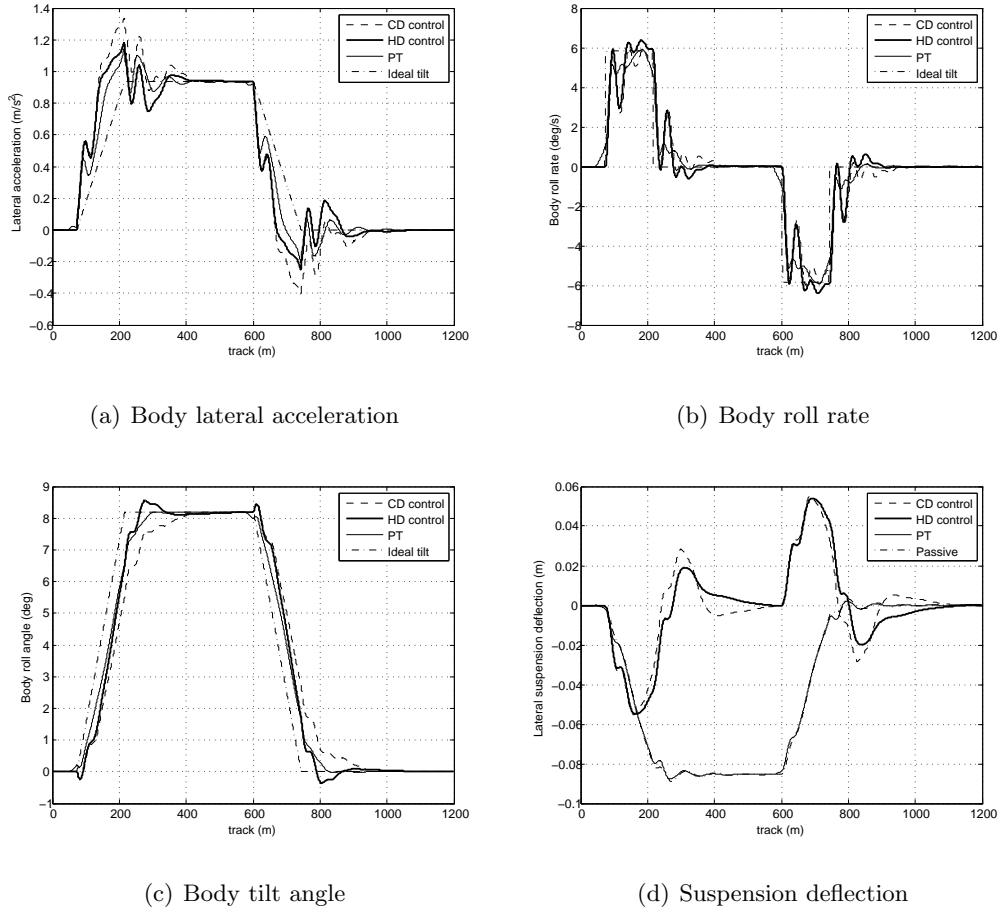 1.4
1.2
1
0.8
0.6
0.4
0.2
0
−0.2
−0.4
−0.6
Lateral acceleration (m/s²)
0 200 400 600 800 1000 1200
track (m)
CD control
HD control
PT
Ideal tilt
(a) Body lateral acceleration
8
6
4
2
0
−2
−4
−6
−8
Body roll rate (deg/s)
0 200 400 600 800 1000 1200
track (m)
CD control
HD control
PT
Ideal tilt
(b) Body roll rate
9
8
7
6
5
4
3
2
1
0
−1
Body roll angle (deg)
0 200 400 600 800 1000 1200
track (m)
CD control
HD control
PT
Ideal tilt
(c) Body tilt angle
0.06
0.04
0.02
0
−0.02
−0.04
−0.06
−0.08
−0.1
Lateral suspension deflection (m)
0 200 400 600 800 1000 1200
track (m)
CD control
HD control
PT
Passive
(d) Suspension deflection